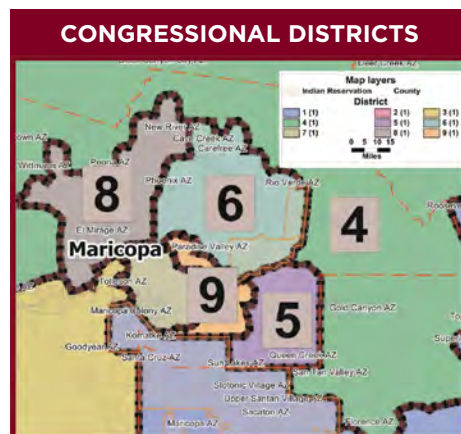 CONGRESSIONAL DISTRICTS
Deer Creek AZ
Map layers
Indian Reservation County
District
1 (1) 2 (1) 3 (1)
4 (1) 5 (1) 6 (1)
7 (1) 8 (1) 9 (1)
0 5 10 15
Miles
New River AZ
Cave Creek AZ
Carefree AZ
Wittmann AZ
Peoria AZ
Phoenix AZ
Rio Verde AZ
8
6
4
El Mirage AZ
Maricopa
Paradise Valley AZ
Tolleson AZ
9
5
Maricopa Colony AZ
Gold Canyon AZ
Komatke AZ
Goodyear AZ
Santa Cruz AZ
Sun Lakes AZ
Queen Creek AZ
San Tan Valley AZ
Stotonic Village AZ
Upper Santan Village AZ
Sacaton AZ
Maricopa AZ
Florence AZ